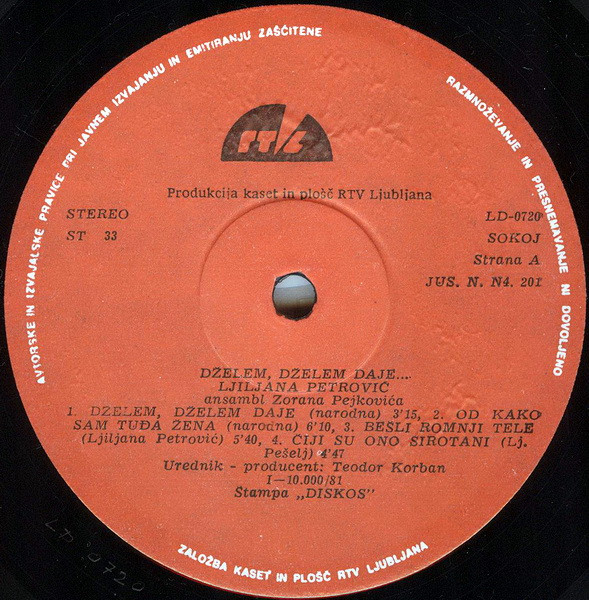 AVTORSKE IN IZVAJALSKE PRAVICE PRI JAVNEM IZVAJANJU IN EMITIRANJU ZAŠČITENE
RAZMNOŽEVANJE IN PRESNEMAVANJE NI DOVOLJENO
RTVL
Produkcija kaset in plošč RTV Ljubljana
STEREO
LD-0720
ST 33
SOKOJ
Strana A
JUS. N. N4. 201
DŽELEM, DŽELEM DAJE....
LJILJANA PETROVIĆ
ansambl Zorana Pejkovića
1. DŽELEM, DŽELEM DAJE (narodna) 3'15, 2. OD KAKO
SAM TUĐA ŽENA (narodna) 6'10, 3. BESLI ROMNJI TELE
(Ljiljana Petrović) 5'40, 4. ČIJI SU ONO SIROTANI (Lj.
Pešelj) 4'47
Urednik - producent: Teodor Korban
I—10.000/81
Stampa „DISKOS"
ZALOŽBA KASET IN PLOŠČ RTV LJUBLJANA
LD 0720